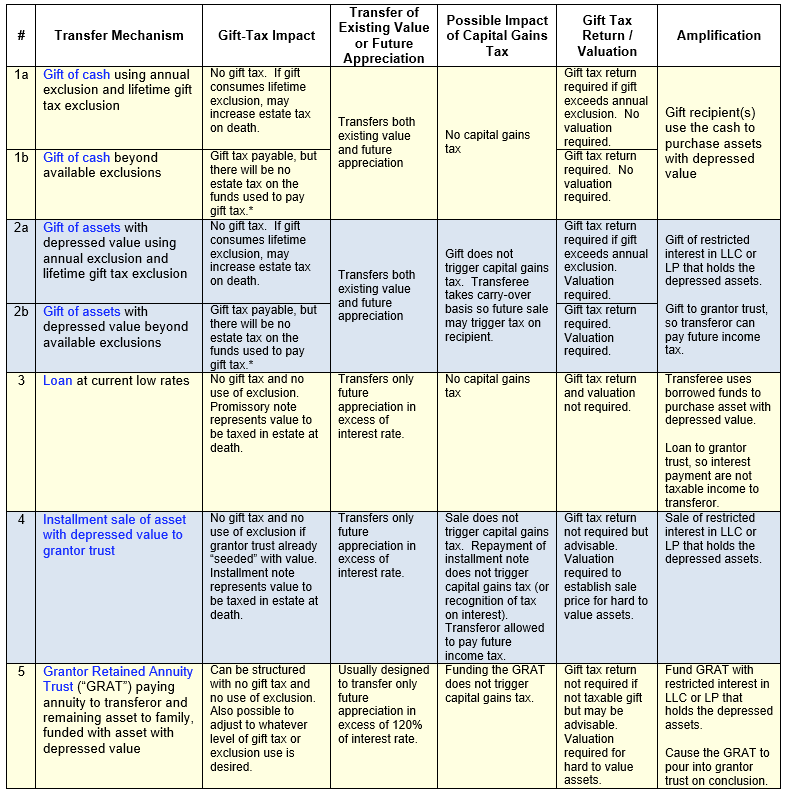 #
Transfer Mechanism
Gift-Tax Impact
Transfer of
Existing Value
or Future
Appreciation
Possible Impact
of Capital Gains
Tax
Gift Tax
Return /
Valuation
Amplification
1a
Gift of cash using annual
exclusion and lifetime gift
tax exclusion
No gift tax.  If gift
consumes lifetime
exclusion, may
increase estate tax
on death.
Transfers both
existing value
and future
appreciation
No capital gains
tax
Gift tax return
required if gift
exceeds annual
exclusion.  No
valuation
required.
Gift recipient(s)
use the cash to
purchase assets
with depressed
value
1b
Gift of cash beyond
available exclusions
Gift tax payable, but
there will be no
estate tax on the
funds used to pay
gift tax.*
Gift tax return
required.  No
valuation
required.
2a
Gift of assets with
depressed value using
annual exclusion and
lifetime gift tax exclusion
No gift tax.  If gift
consumes lifetime
exclusion, may
increase estate tax
on death.
Transfers both
existing value
and future
appreciation
Gift does not
trigger capital gains
tax.  Transferee
takes carry-over
basis so future sale
may trigger tax on
recipient.
Gift tax return
required if gift
exceeds annual
exclusion.
Valuation
required.
Gift of restricted
interest in LLC or
LP that holds the
depressed assets.
Gift to grantor trust,
so transferor can
pay future income
tax.
2b
Gift of assets with
depressed value beyond
available exclusions
Gift tax payable, but
there will be no
estate tax on the
funds used to pay
gift tax.*
Gift tax return
required.
Valuation
required.
3
Loan at current low rates
No gift tax and no
use of exclusion.
Promissory note
represents value to
be taxed in estate at
death.
Transfers only
future
appreciation in
excess of
interest rate.
No capital gains
tax
Gift tax return
and valuation
not required.
Transferee uses
borrowed funds to
purchase asset with
depressed value.
Loan to grantor
trust, so interest
payment are not
taxable income to
transferor.
4
Installment sale of asset
with depressed value to
grantor trust
No gift tax and no
use of exclusion if
grantor trust already
“seeded” with value.
Installment note
represents value to
be taxed in estate at
death.
Transfers only
future
appreciation in
excess of
interest rate.
Sale does not
trigger capital gains
tax.  Repayment of
installment note
does not trigger
capital gains tax (or
recognition of tax
on interest).
Transferor allowed
to pay future
income tax.
Gift tax return
not required but
advisable.
Valuation
required to
establish sale
price for hard to
value assets.
Sale of restricted
interest in LLC or
LP that holds the
depressed assets.
5
Grantor Retained Annuity
Trust (“GRAT”) paying
annuity to transferor and
remaining asset to family,
funded with asset with
depressed value
Can be structured
with no gift tax and
no use of exclusion.
Also possible to
adjust to whatever
level of gift tax or
exclusion use is
desired.
Usually designed
to transfer only
future
appreciation in
excess of 120%
of interest rate.
Funding the GRAT
does not trigger
capital gains tax.
Gift tax return
not required if
not taxable gift
but may be
advisable.
Valuation
required for
hard to value
assets.
Fund GRAT with
restricted interest in
LLC or LP that
holds the depressed
assets.
Cause the GRAT to
pour into grantor
trust on conclusion.